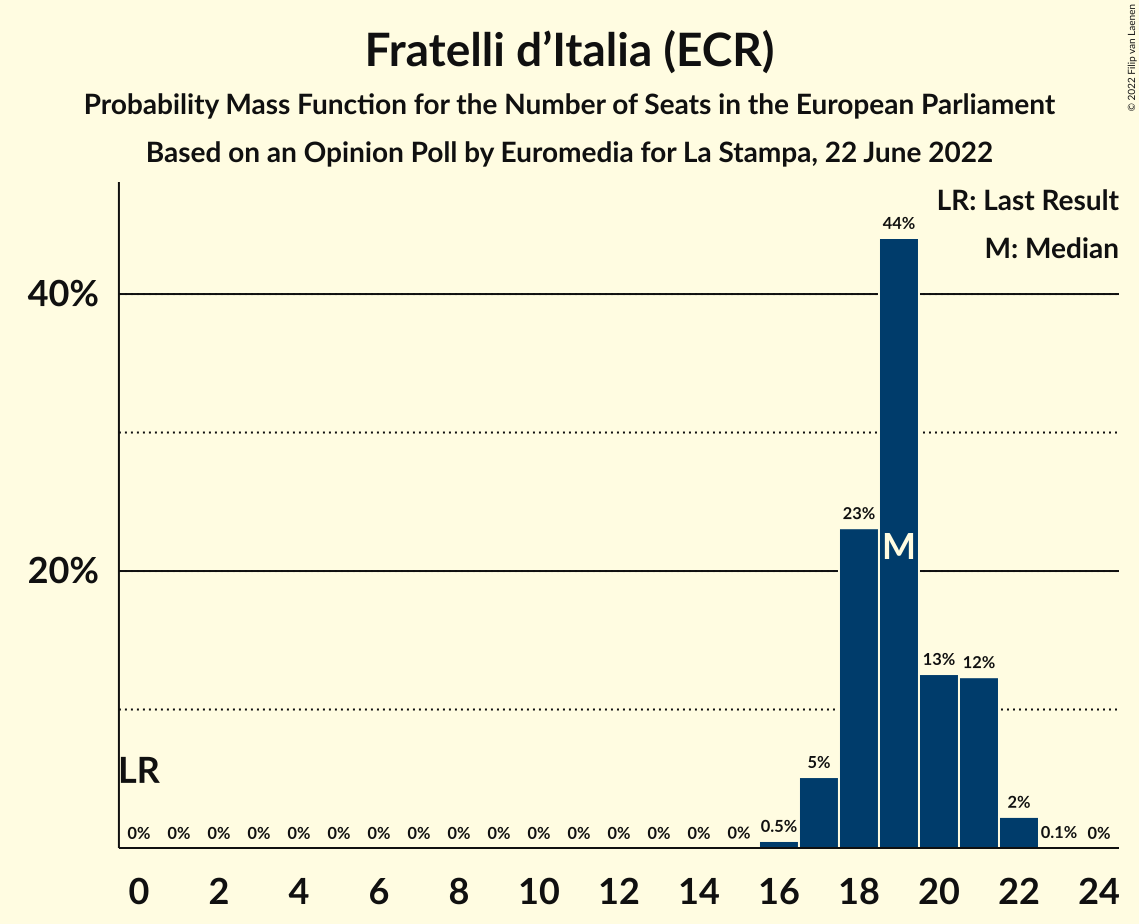 Fratelli d’Italia (ECR)
Probability Mass Function for the Number of Seats in the European Parliament
Based on an Opinion Poll by Euromedia for La Stampa, 22 June 2022
© 2022 Filip van Laenen
LR: Last Result
M: Median
44%
40%
23%
M
20%
13% 12%
LR
5%
2%
0% 0% 0% 0% 0% 0% 0% 0% 0% 0% 0% 0% 0% 0% 0% 0% 0.5% 0.1% 0%
0 2 4 6 8 10 12 14 16 18 20 22 24